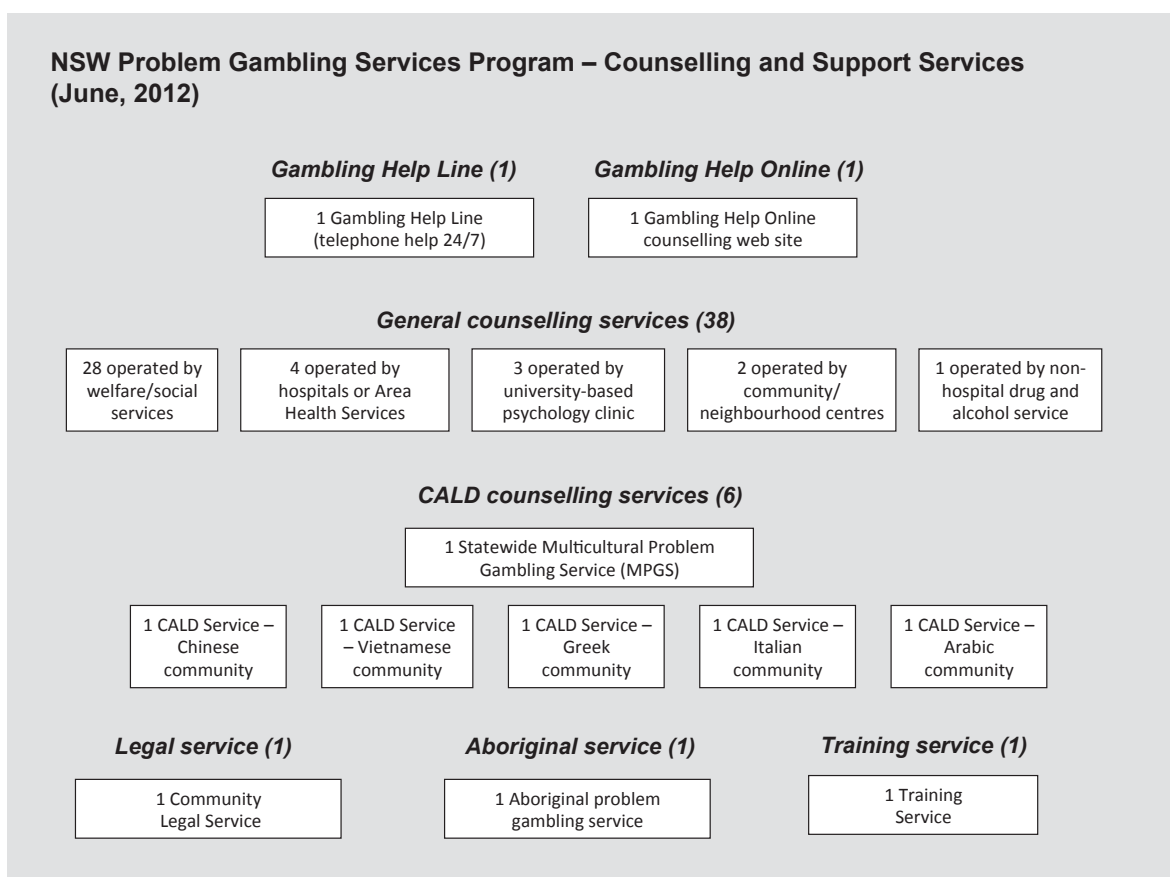 NSW Problem Gambling Services Program – Counselling and Support Services
(June, 2012)
Gambling Help Line (1)
Gambling Help Online (1)
1 Gambling Help Line
(telephone help 24/7)
1 Gambling Help Online
counselling web site
General counselling services (38)
28 operated by
welfare/social
services
4 operated by
hospitals or Area
Health Services
3 operated by
university-based
psychology clinic
2 operated by
community/
neighbourhood centres
1 operated by non-
hospital drug and
alcohol service
CALD counselling services (6)
1 Statewide Multicultural Problem
Gambling Service (MPGS)
1 CALD Service –
Chinese
community
1 CALD Service
– Vietnamese
community
1 CALD Service –
Greek
community
1 CALD Service –
Italian
community
1 CALD Service –
Arabic
community
Legal service (1)
Aboriginal service (1)
Training service (1)
1 Community
Legal Service
1 Aboriginal problem
gambling service
1 Training
Service